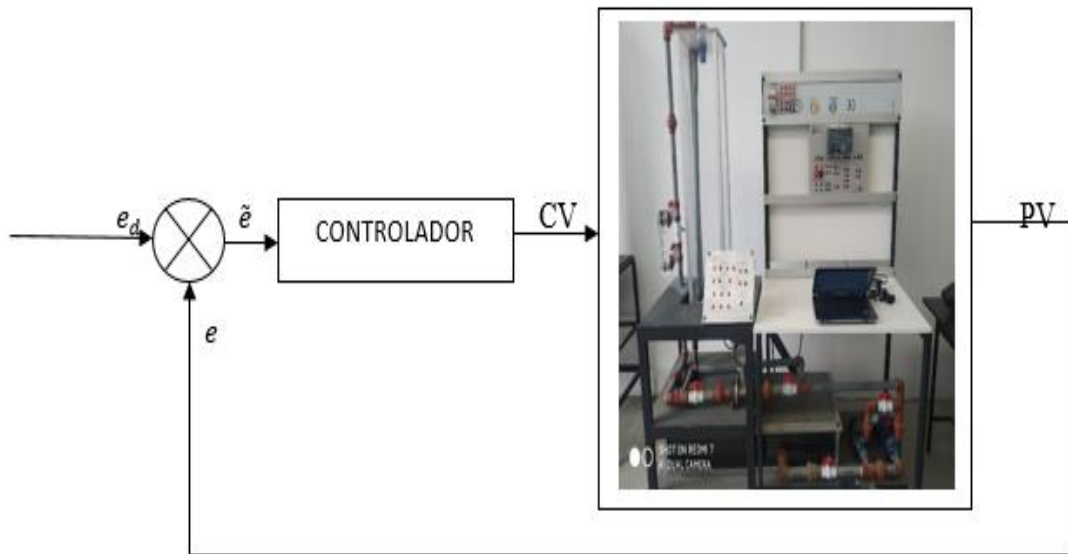 e_d
ẽ
CONTROLADOR
CV
PV
e
SHOT ON REDMI 7
AI DUAL CAMERA